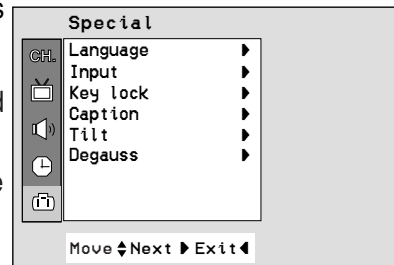 Special
CH.
Language
Input
Key lock
Caption
Tilt
Degauss
Move Next Exit